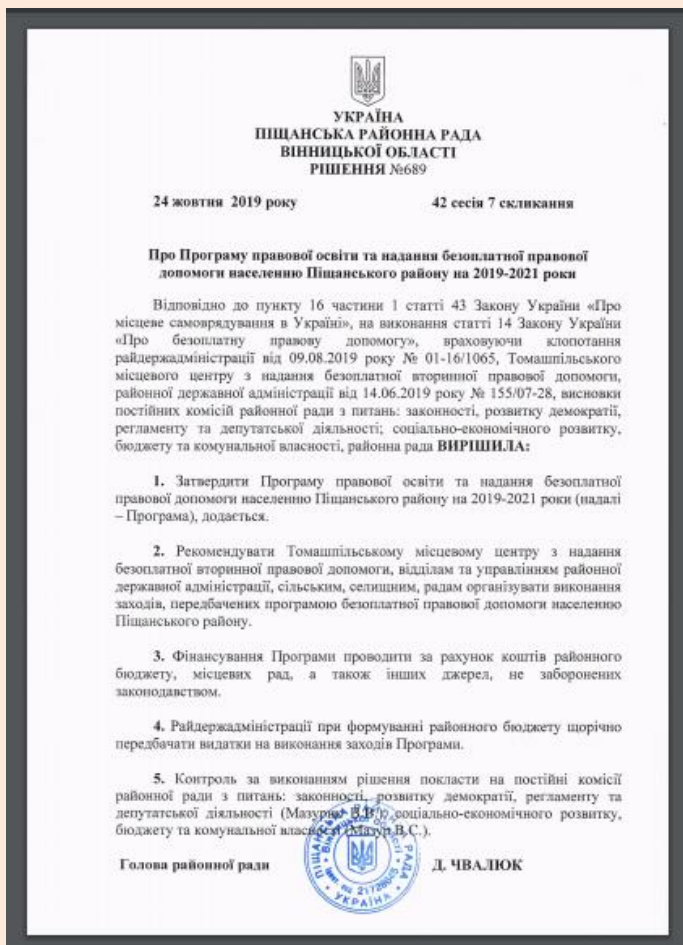 УКРАЇНА
ПІЩАНСЬКА РАЙОННА РАДА
ВІННИЦЬКОЇ ОБЛАСТІ
РІШЕННЯ №689
24 жовтня 2019 року 42 сесія 7 скликання
Про Програму правової освіти та надання безоплатної правової
допомоги населенню Піщанського району на 2019-2021 роки
Відповідно до пункту 16 частини 1 статті 43 Закону України «Про
місцеве самоврядування в Україні», на виконання статті 14 Закону України
«Про безоплатну правову допомогу», враховуючи клопотання
райдержадміністрації від 09.08.2019 року № 01-16/1065, Томашпільського
місцевого центру з надання безоплатної вторинної правової допомоги,
районної державної адміністрації від 14.06.2019 року № 155/07-28, висновки
постійних комісій районної ради з питань: законності, розвитку демократії,
регламенту та депутатської діяльності; соціально-економічного розвитку,
бюджету та комунальної власності, районна рада ВИРІШИЛА:
1. Затвердити Програму правової освіти та надання безоплатної
правової допомоги населенню Піщанського району на 2019-2021 роки (надалі
– Програма), додається.
2. Рекомендувати Томашпільському місцевому центру з надання
безоплатної вторинної правової допомоги, відділам та управлінням районної
державної адміністрації, сільським, селищним, радам організувати виконання
заходів, передбачених програмою безоплатної правової допомоги населенню
Піщанського району.
3. Фінансування Програми проводити за рахунок коштів районного
бюджету, місцевих рад, а також інших джерел, не заборонених
законодавством.
4. Райдержадміністрації при формуванні районного бюджету щорічно
передбачати видатки на виконання заходів Програми.
5. Контроль за виконанням рішення покласти на постійні комісії
районної ради з питань: законності, розвитку демократії, регламенту та
депутатської діяльності (Мазурик В.В.); соціально-економічного розвитку,
бюджету та комунальної власності (Мазур В.С.).
Голова районної ради Д. ЧВАЛЮК
ПІЩАНСЬКА РАЙОННА РАДА
Вінницької області
УКРАЇНА